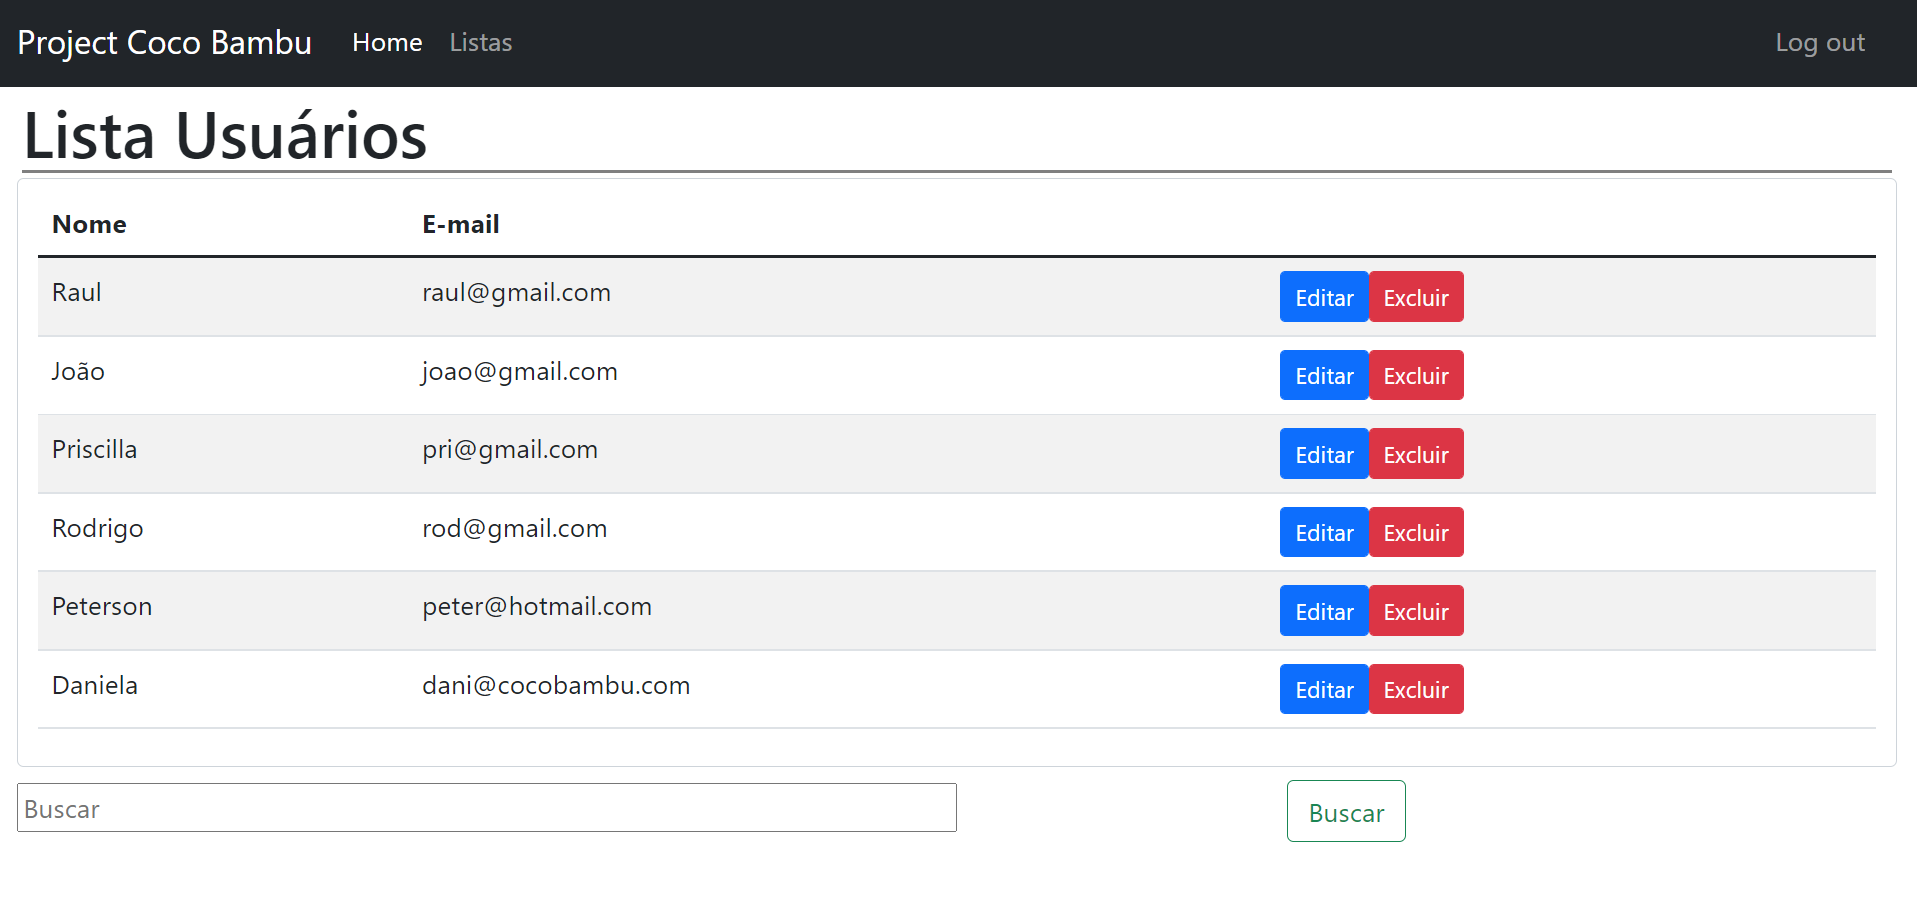 Project Coco Bambu Home Listas Log out
Lista Usuários
Nome E-mail
Raul raul@gmail.com Editar Excluir
João joao@gmail.com Editar Excluir
Priscilla pri@gmail.com Editar Excluir
Rodrigo rod@gmail.com Editar Excluir
Peterson peter@hotmail.com Editar Excluir
Daniela dani@cocobambu.com Editar Excluir
Buscar Buscar